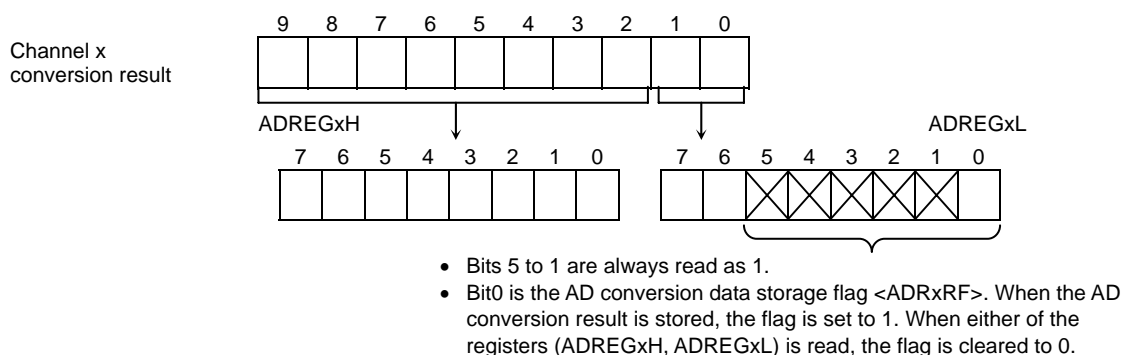 9 8 7 6 5 4 3 2 1 0
Channel x
conversion result
ADREGxH
ADREGxL
7 6 5 4 3 2 1 0
7 6 5 4 3 2 1 0
• Bits 5 to 1 are always read as 1.
• Bit0 is the AD conversion data storage flag <ADRxRF>. When the AD
conversion result is stored, the flag is set to 1. When either of the
registers (ADREGxH, ADREGxL) is read, the flag is cleared to 0.